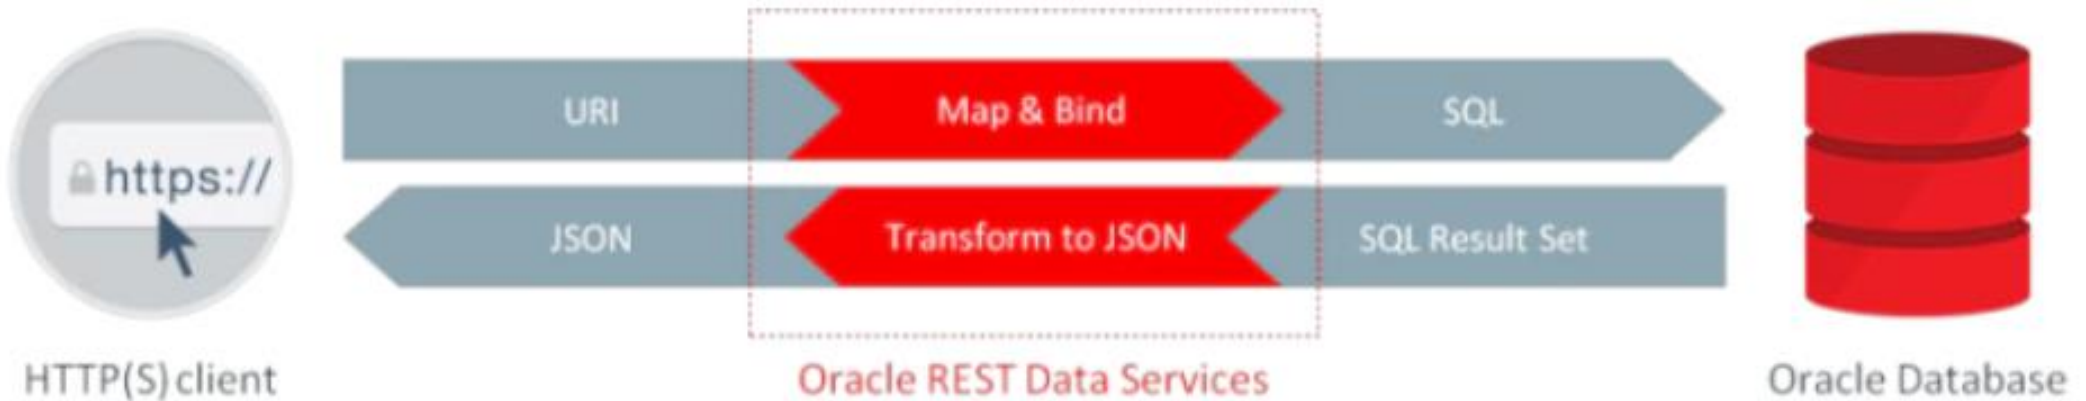 URI
Map & Bind
SQL
https://
JSON
Transform to JSON
SQL Result Set
HTTP(S) client
Oracle REST Data Services
Oracle Database